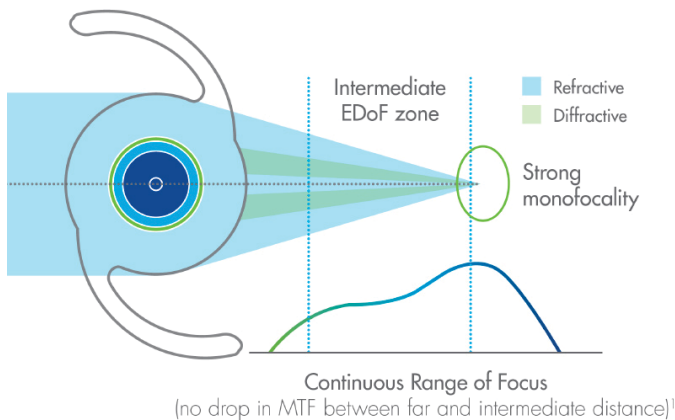 Intermediate
EDoF zone
Refractive
Diffractive
Strong
monofocality
Continuous Range of Focus
(no drop in MTF between far and intermediate distance)¹